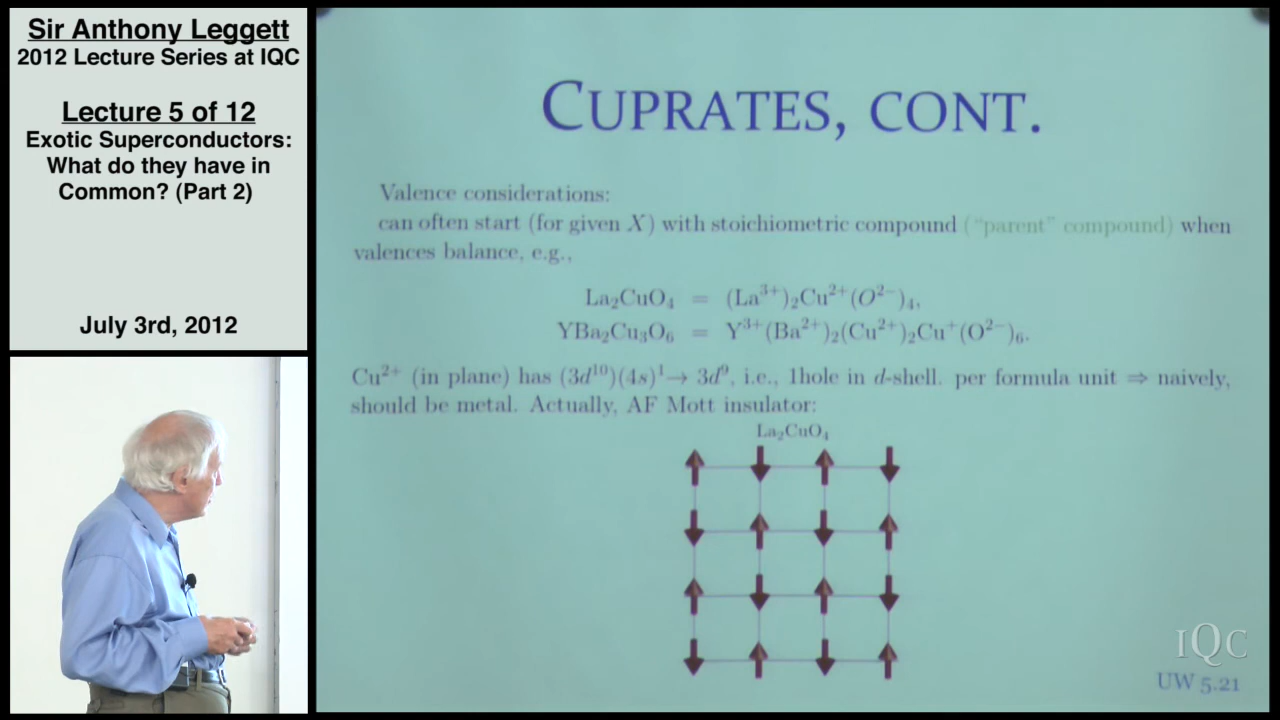 Sir Anthony Leggett
2012 Lecture Series at IQC
Lecture 5 of 12
Exotic Superconductors:
What do they have in
Common? (Part 2)
July 3rd, 2012
CUPRATES, CONT.
Valence considerations:
can often start (for given X) with stoichiometric compound ("parent" compound) when
valences balance, e.g.,
La₂CuO₄ = (La³⁺)₂Cu²⁺(O²⁻)₄,
YBa₂Cu₃O₆ = Y³⁺(Ba²⁺)₂(Cu²⁺)₂Cu⁺(O²⁻)₆.
Cu²⁺ (in plane) has (3d¹⁰)(4s)¹→ 3d⁹, i.e., 1hole in d-shell. per formula unit ⇒ naively,
should be metal. Actually, AF Mott insulator:
La₂CuO₄
IQC
UW 5.21